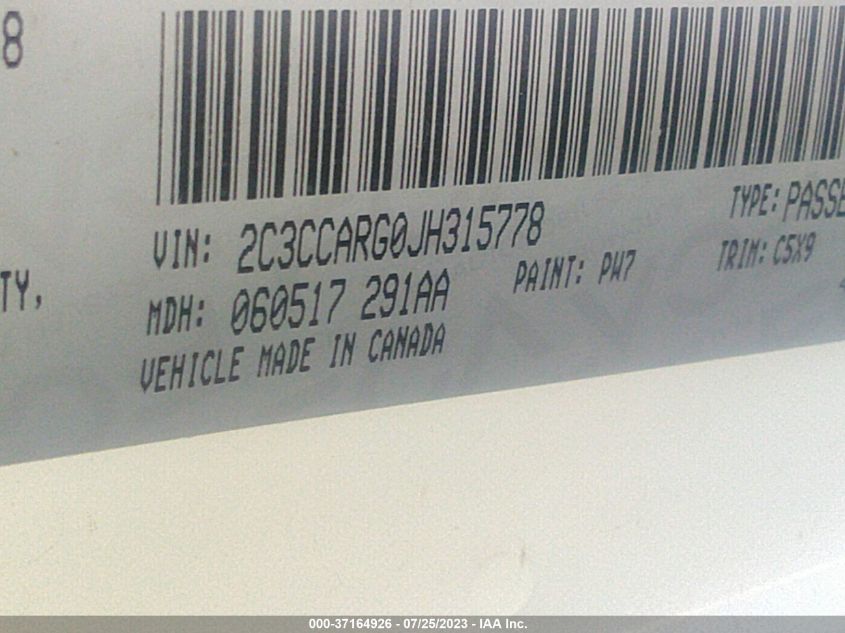 8
TY,
VIN: 2C3CCARG0JH315778
TYPE: PASSE
MDH: 060517 291AA
PAINT: PW7
TRIM: C5X9
VEHICLE MADE IN CANADA
000-37164926 - 07/25/2023 - IAA Inc.